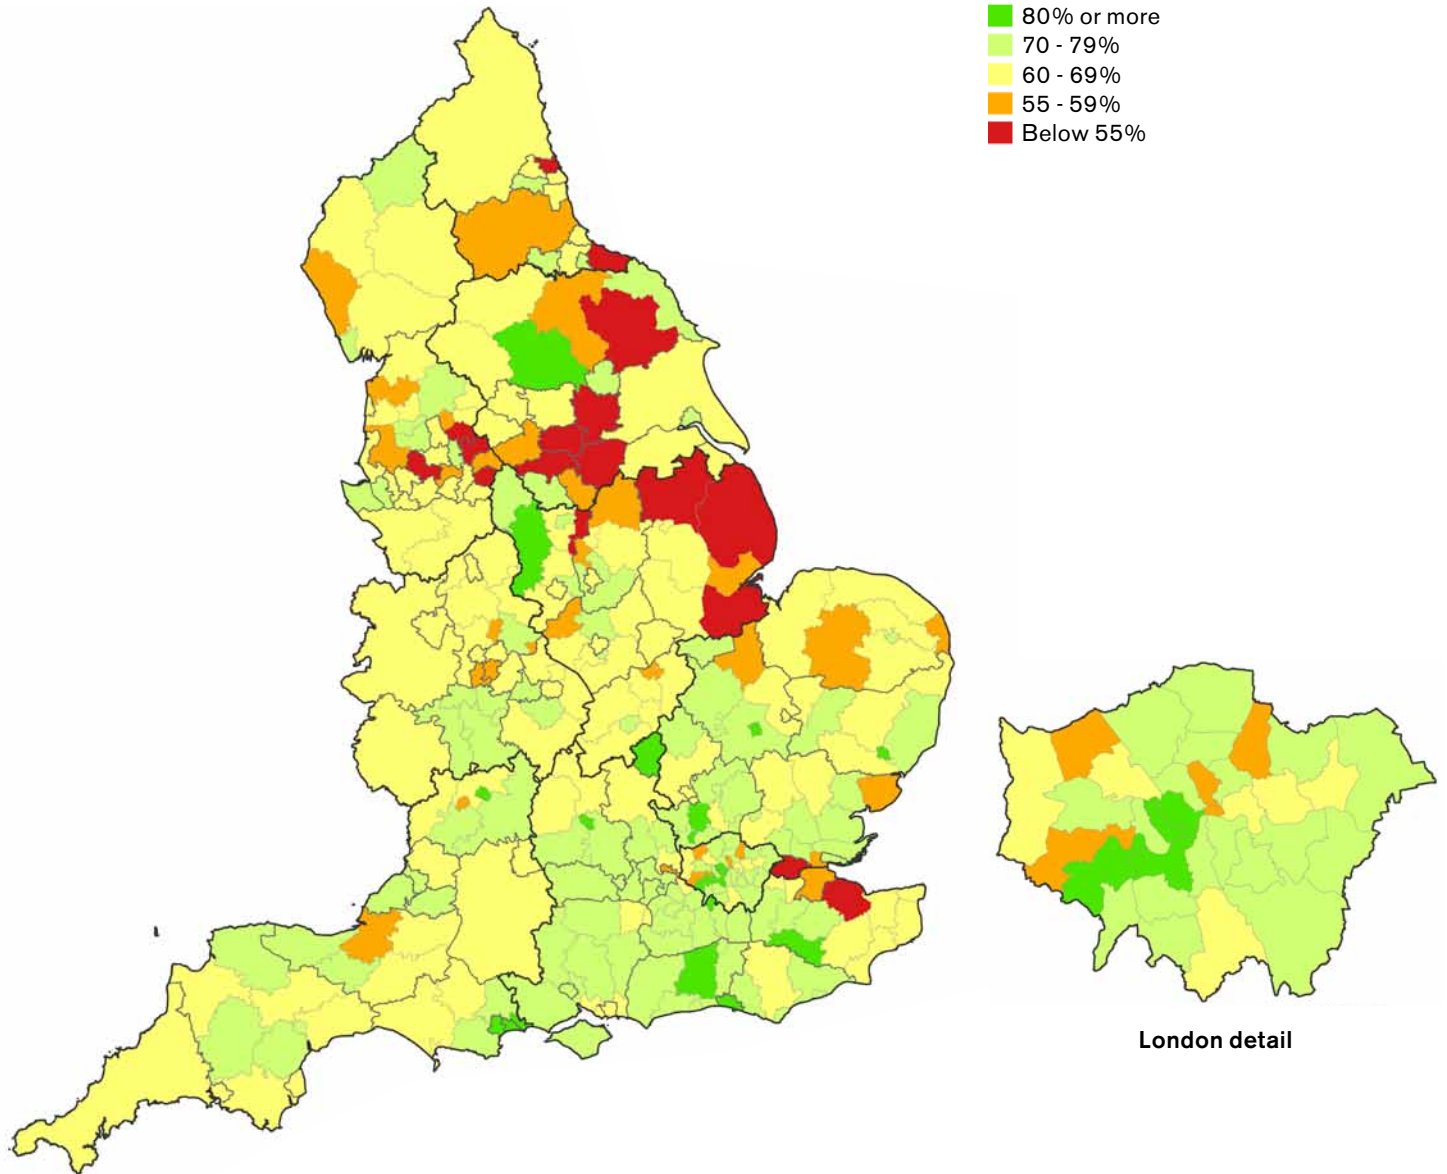 80% or more
70 - 79%
60 - 69%
55 - 59%
Below 55%
London detail